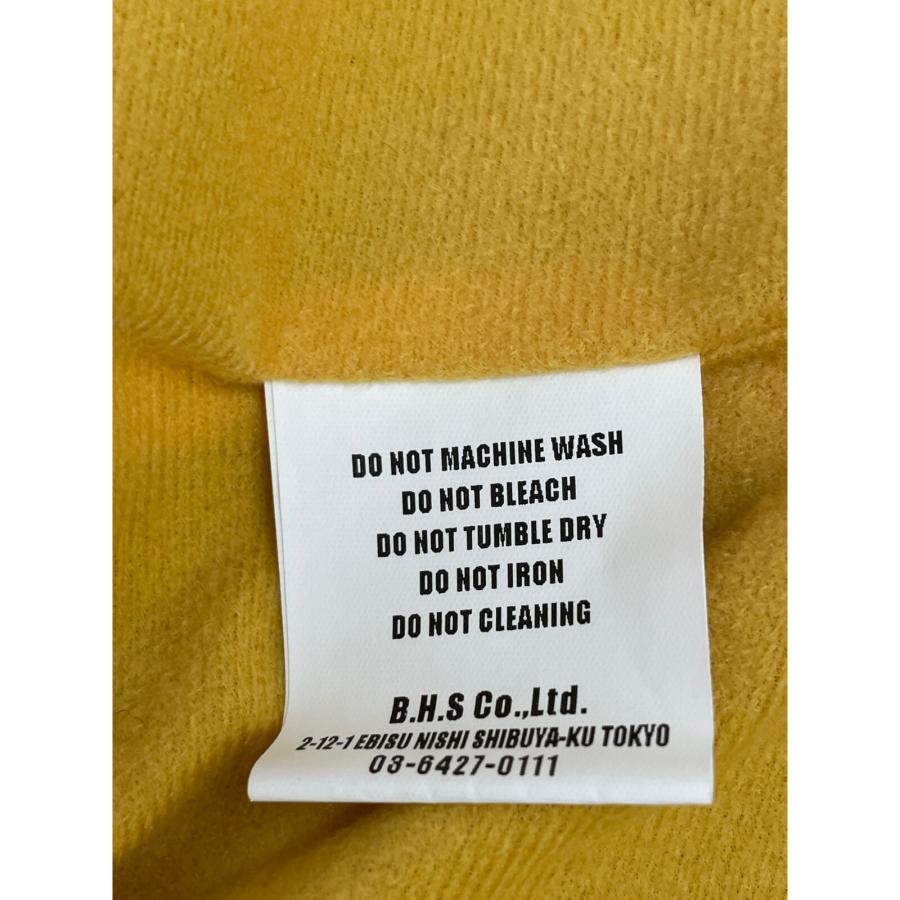 DO NOT MACHINE WASH
DO NOT BLEACH
DO NOT TUMBLE DRY
DO NOT IRON
DO NOT CLEANING
B.H.S Co.,Ltd.
2-12-1 EBISU NISHI SHIBUYA-KU TOKYO
03-6427-0111